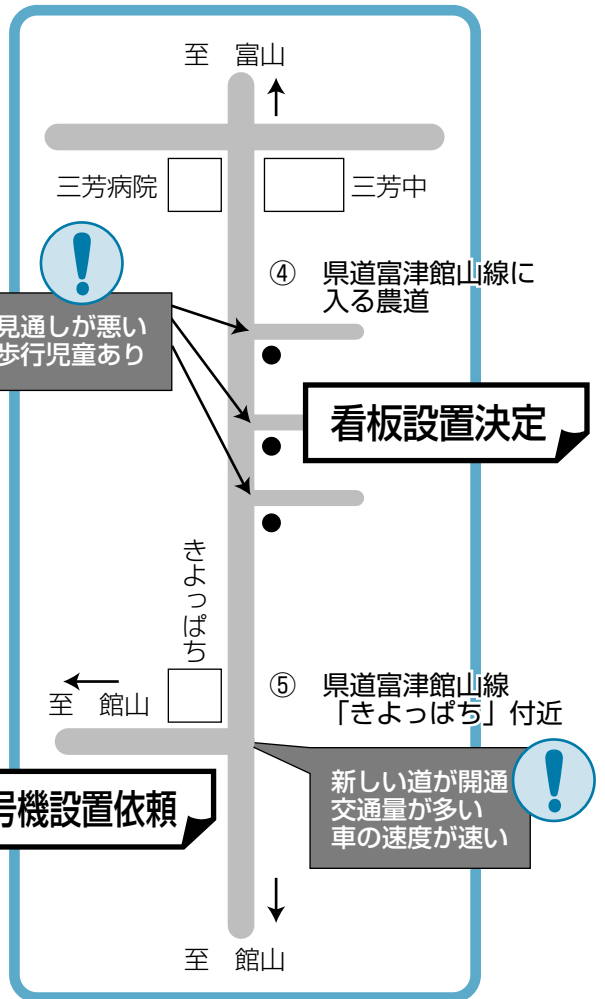 至　富山
三芳病院
三芳中
④　県道富津館山線に
入る農道
見通しが悪い
歩行児童あり
看板設置決定
きよっぱち
至　館山
⑤　県道富津館山線
「きよっぱち」付近
新しい道が開通
交通量が多い
車の速度が速い
号機設置依頼
至　館山